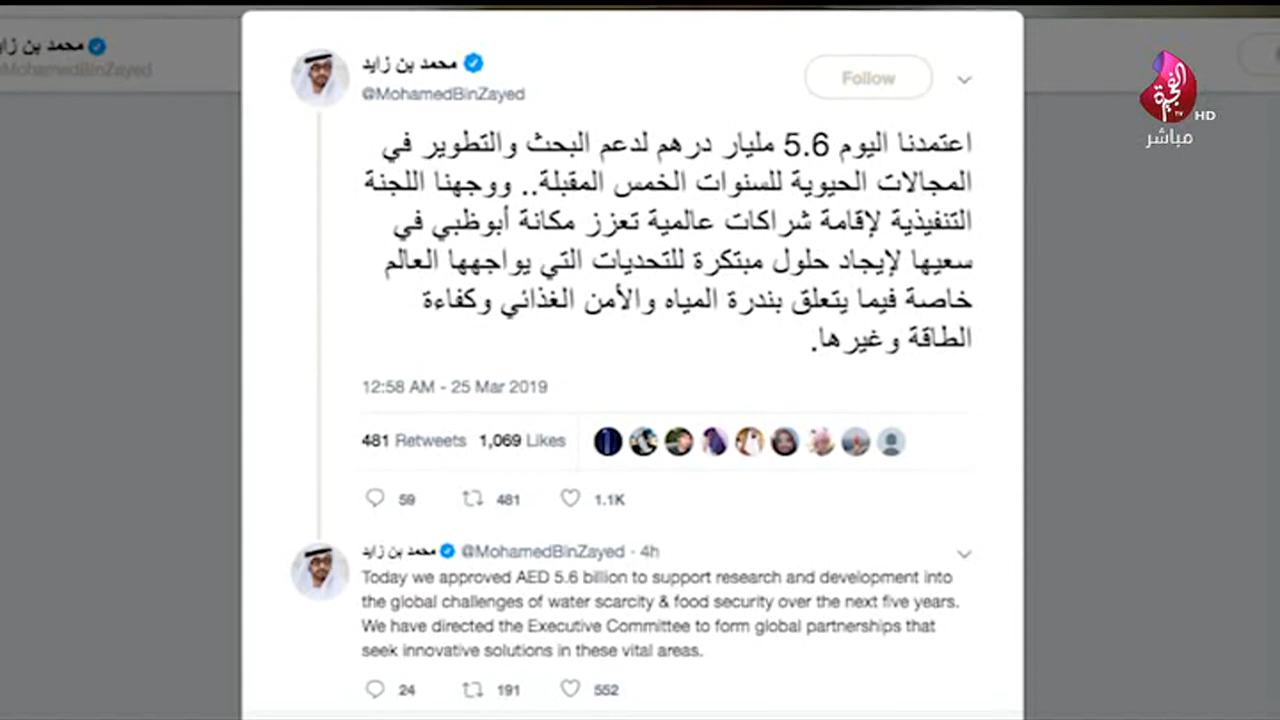 محمد بن زايد
@MohamedBinZayed
Follow
اعتمدنا اليوم 5.6 مليار درهم لدعم البحث والتطوير في
المجالات الحيوية للسنوات الخمس المقبلة.. ووجهنا اللجنة
التنفيذية لإقامة شراكات عالمية تعزز مكانة أبوظبي في
سعيها لإيجاد حلول مبتكرة للتحديات التي يواجهها العالم
خاصة فيما يتعلق بندرة المياه والأمن الغذائي وكفاءة
الطاقة وغيرها.
12:58 AM - 25 Mar 2019
481 Retweets 1,069 Likes
59 481 1.1K
محمد بن زايد @MohamedBinZayed · 4h
Today we approved AED 5.6 billion to support research and development into
the global challenges of water scarcity & food security over the next five years.
We have directed the Executive Committee to form global partnerships that
seek innovative solutions in these vital areas.
24 191 552
محمد بن زا
MohamedBinZayed
الفجيرة
TV
HD
مباشر